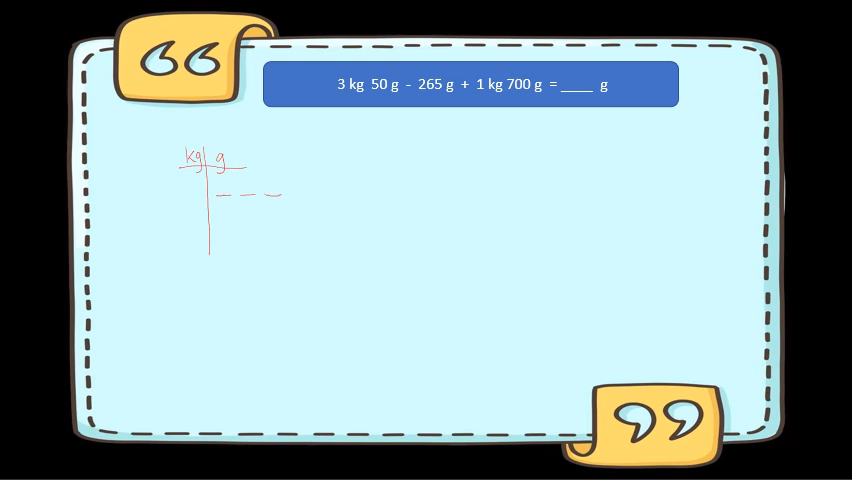 3 kg 50 g - 265 g + 1 kg 700 g = ____ g
kg g